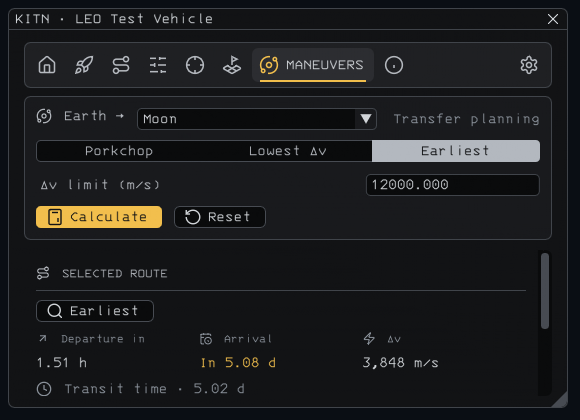 KITN · LEO Test Vehicle
MANEUVERS
Earth → Moon Transfer planning
Porkchop Lowest Δv Earliest
Δv limit (m/s) 12000.000
Calculate Reset
SELECTED ROUTE
Earliest
Departure in Arrival Δv
1.51 h In 5.08 d 3,848 m/s
Transit time · 5.02 d